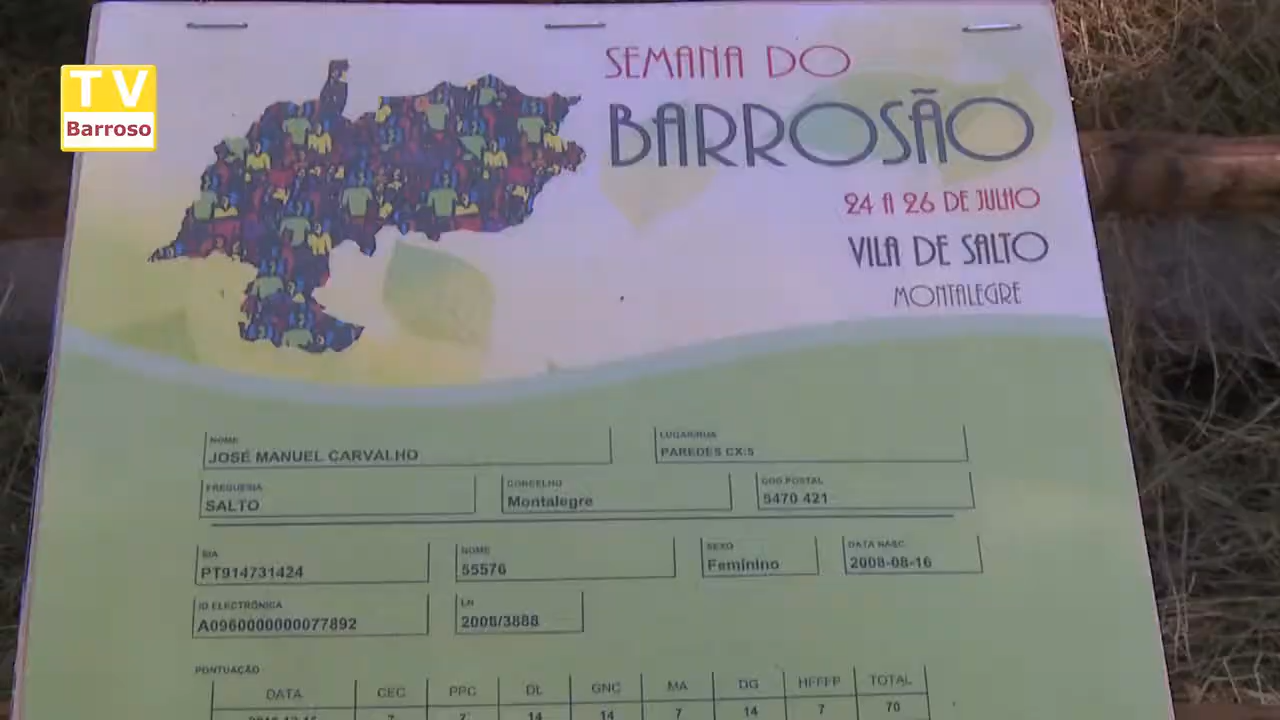 TV
Barroso
SEMANA DO
BARROSÃO
24 A 26 DE JULHO
VILA DE SALTO
MONTALEGRE
NOME
JOSÉ MANUEL CARVALHO
LUGAR/RUA
PAREDES CX:5
FREGUESIA
SALTO
CONCELHO
Montalegre
COD.POSTAL
5470 421
SIA
PT914731424
NOME
55576
SEXO
Feminino
DATA NASC.
2008-08-16
ID ELECTRÓNICA
A0960000000077892
LN
2008/3888
PONTUAÇÃO
DATA CEC PPC DL GNC MA DG HFFFP TOTAL
7 7 14 14 7 14 7 70